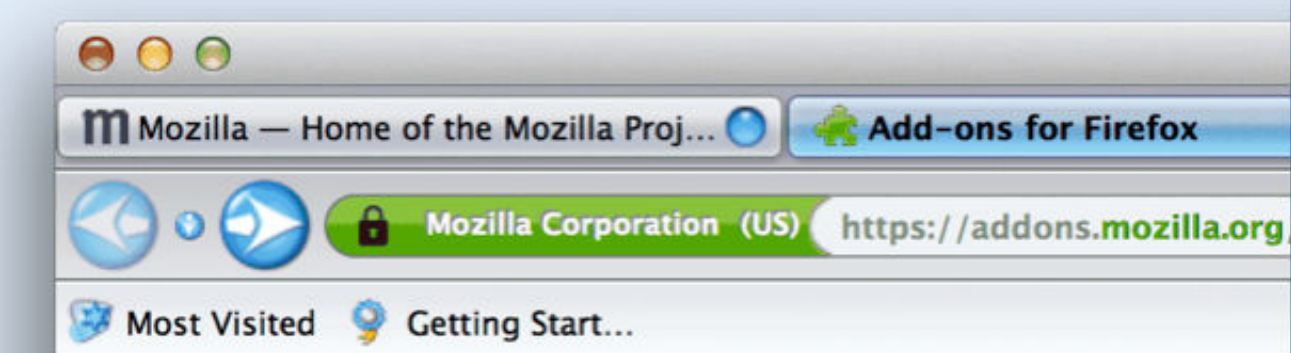 m Mozilla — Home of the Mozilla Proj... Add-ons for Firefox
Mozilla Corporation (US) https://addons.mozilla.org/
Most Visited Getting Start...